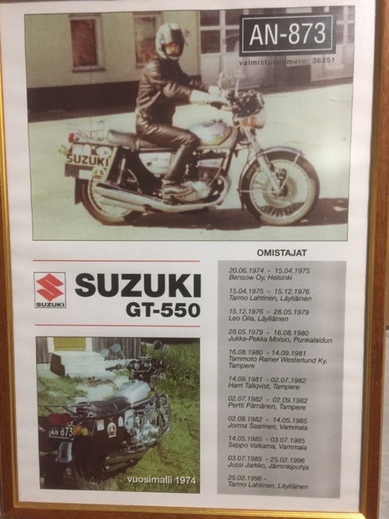 AN-873
valmistusnumero: 36251
SUZUKI
OMISTAJAT
20.06.1974 - 15.04.1975
Bensow Oy, Helsinki
15.04.1975 - 15.12.1976
Tarmo Lahtinen, Läylläinen
15.12.1976 - 28.05.1979
Leo Oila, Läylläinen
28.05.1979 - 16.08.1980
Jukka-Pekka Moisio, Punkalaidun
16.08.1980 - 14.09.1981
Tammoto Rainer Westerlund Ky,
Tampere
14.09.1981 - 02.07.1982
Harri Tallqvist, Tampere
02.07.1982 - 02.09.1982
Pertti Pärnänen, Tampere
02.09.1982 - 14.05.1985
Jorma Saarinen, Vammala
14.05.1985 - 03.07.1985
Seppo Vaikama, Vammala
03.07.1985 - 25.02.1996
Jussi Jarkko, Jäminkipohja
25.02.1996 -
Tarmo Lahtinen, Läylläinen
SUZUKI
SUZUKI
GT-550
AN 873
vuosimalli 1974